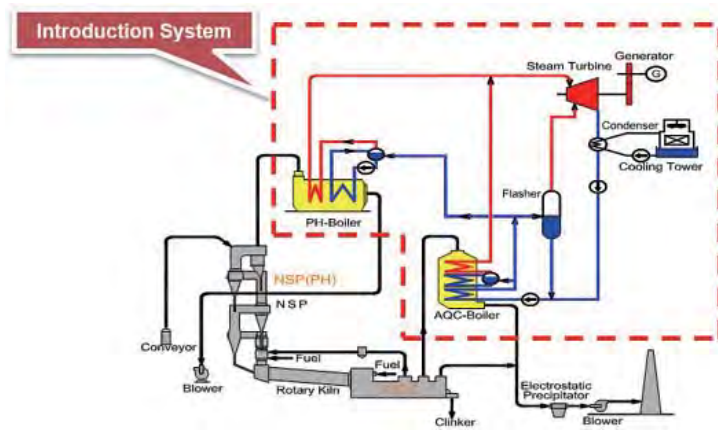 Introduction System
Generator
Steam Turbine
G
Condenser
Cooling Tower
Flasher
PH-Boiler
NSP(PH)
NSP
AQC-Boiler
Conveyor
Fuel
Fuel
Blower
Rotary Kiln
Electrostatic
Precipitator
Clinker
Blower